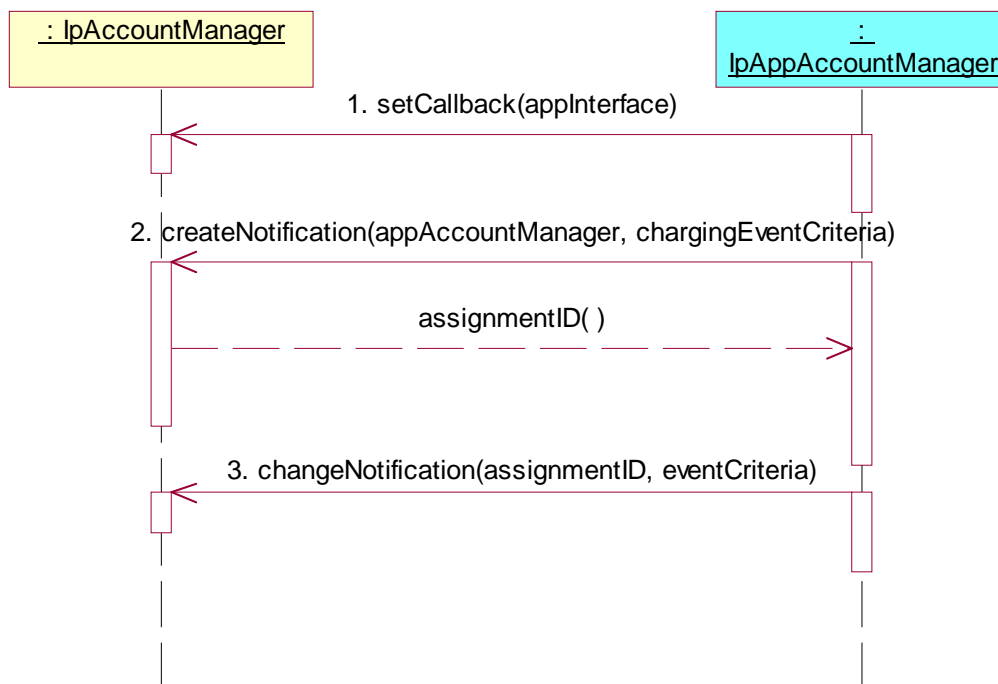 : IpAccountManager
:
IpAppAccountManager
1. setCallback(appInterface)
2. createNotification(appAccountManager, chargingEventCriteria)
assignmentID( )
3. changeNotification(assignmentID, eventCriteria)